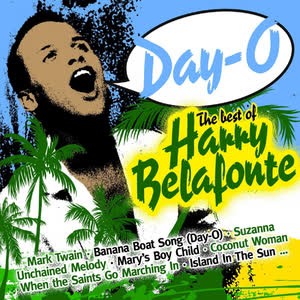 Day-O
The best of
Harry
Belafonte
Mark Twain · Banana Boat Song (Day-O) · Suzanna
Unchained Melody · Mary's Boy Child · Coconut Woman
When the Saints Go Marching In · Island In The Sun ...